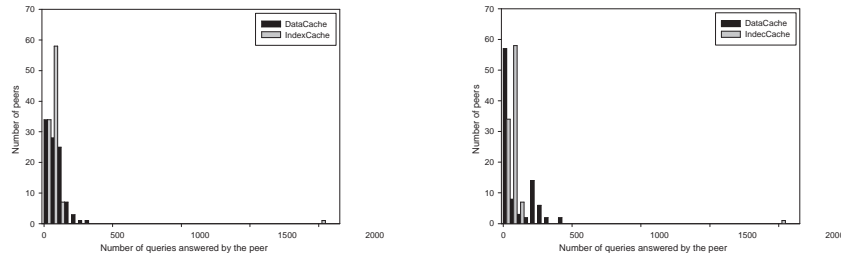 70
60
50
40
30
20
10
0
Number of peers
DataCache
IndexCache
0 500 1000 1500 2000
Number of queries answered by the peer
70
60
50
40
30
20
10
0
Number of peers
DataCache
IndecCache
0 500 1000 1500 2000
Number of queries answered by the peer